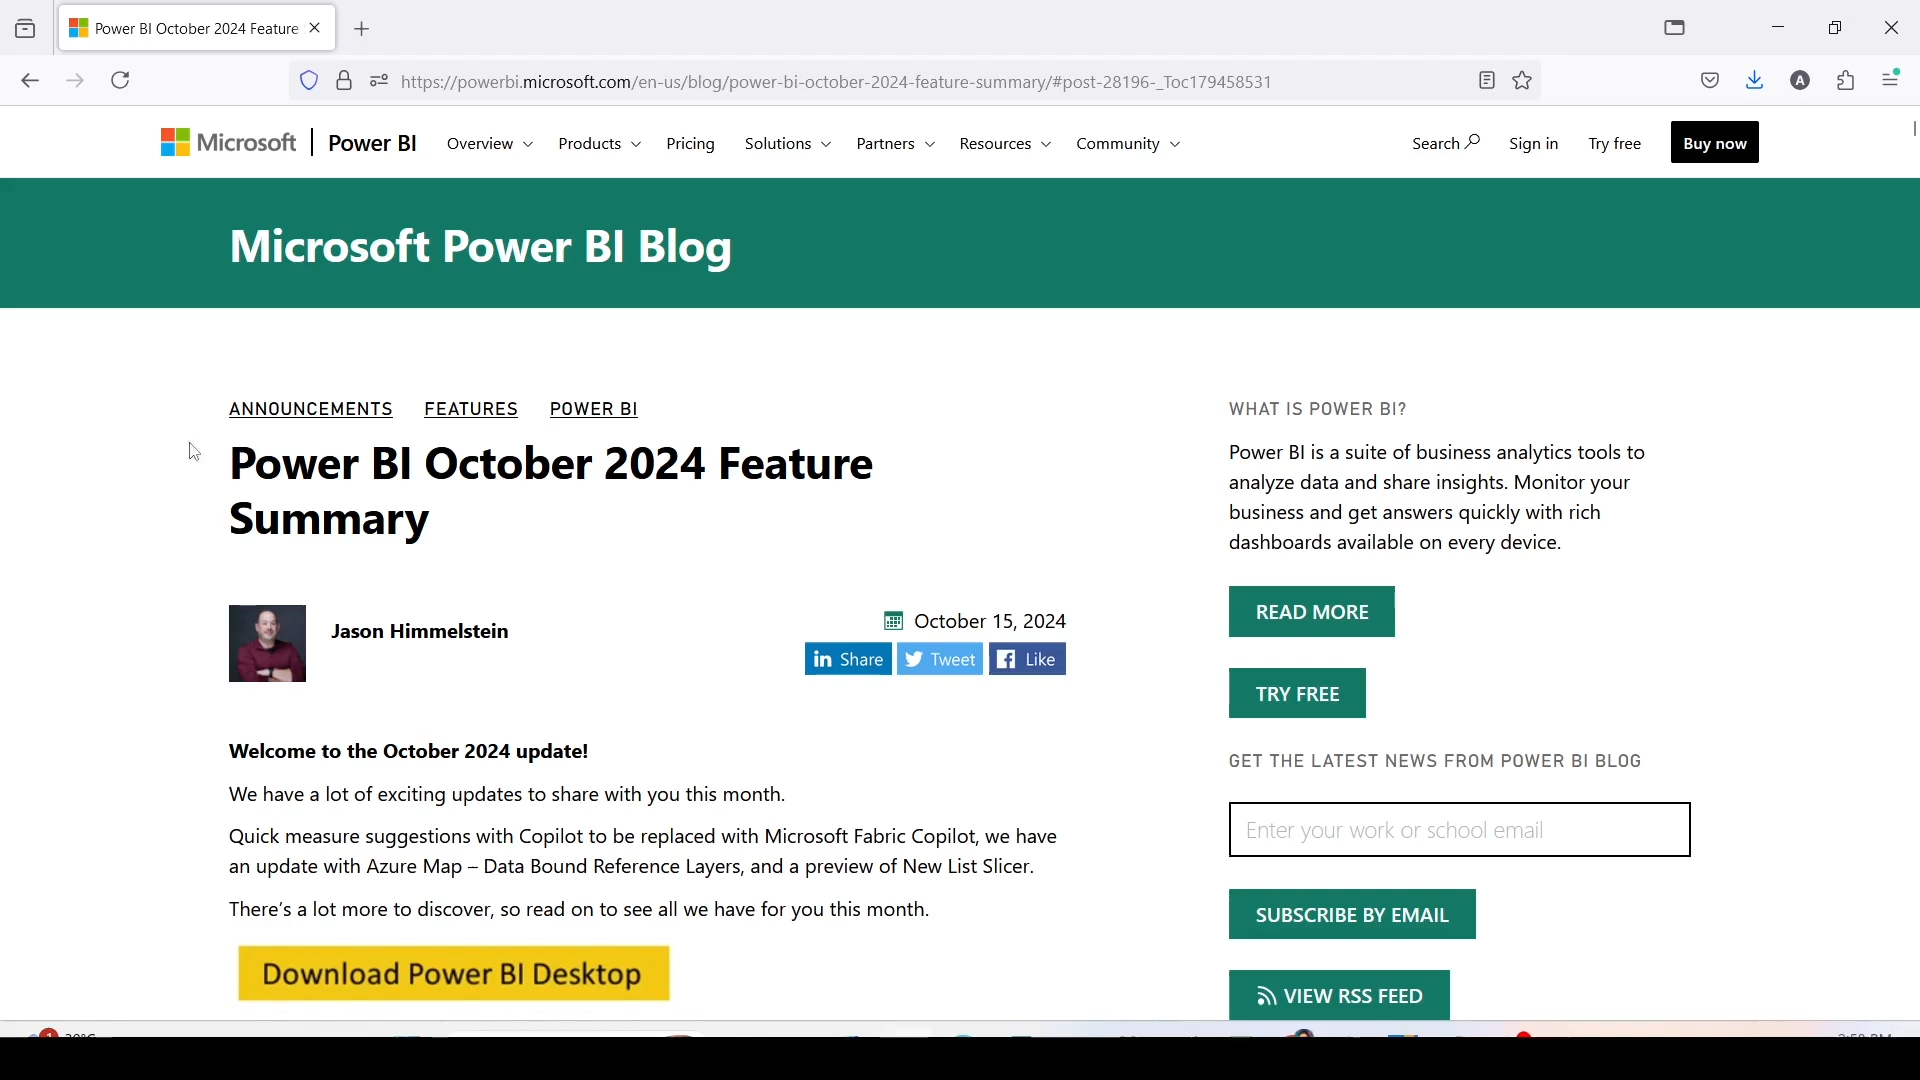 Power BI October 2024 Feature
https://powerbi.microsoft.com/en-us/blog/power-bi-october-2024-feature-summary/#post-28196-_Toc179458531
A
Microsoft | Power BI Overview Products Pricing Solutions Partners Resources Community Search Sign in Try free Buy now
Microsoft Power BI Blog
ANNOUNCEMENTS FEATURES POWER BI
Power BI October 2024 Feature
Summary
Jason Himmelstein
October 15, 2024
in Share Tweet Like
Welcome to the October 2024 update!
We have a lot of exciting updates to share with you this month.
Quick measure suggestions with Copilot to be replaced with Microsoft Fabric Copilot, we have
an update with Azure Map – Data Bound Reference Layers, and a preview of New List Slicer.
There’s a lot more to discover, so read on to see all we have for you this month.
Download Power BI Desktop
WHAT IS POWER BI?
Power BI is a suite of business analytics tools to
analyze data and share insights. Monitor your
business and get answers quickly with rich
dashboards available on every device.
READ MORE
TRY FREE
GET THE LATEST NEWS FROM POWER BI BLOG
Enter your work or school email
SUBSCRIBE BY EMAIL
VIEW RSS FEED